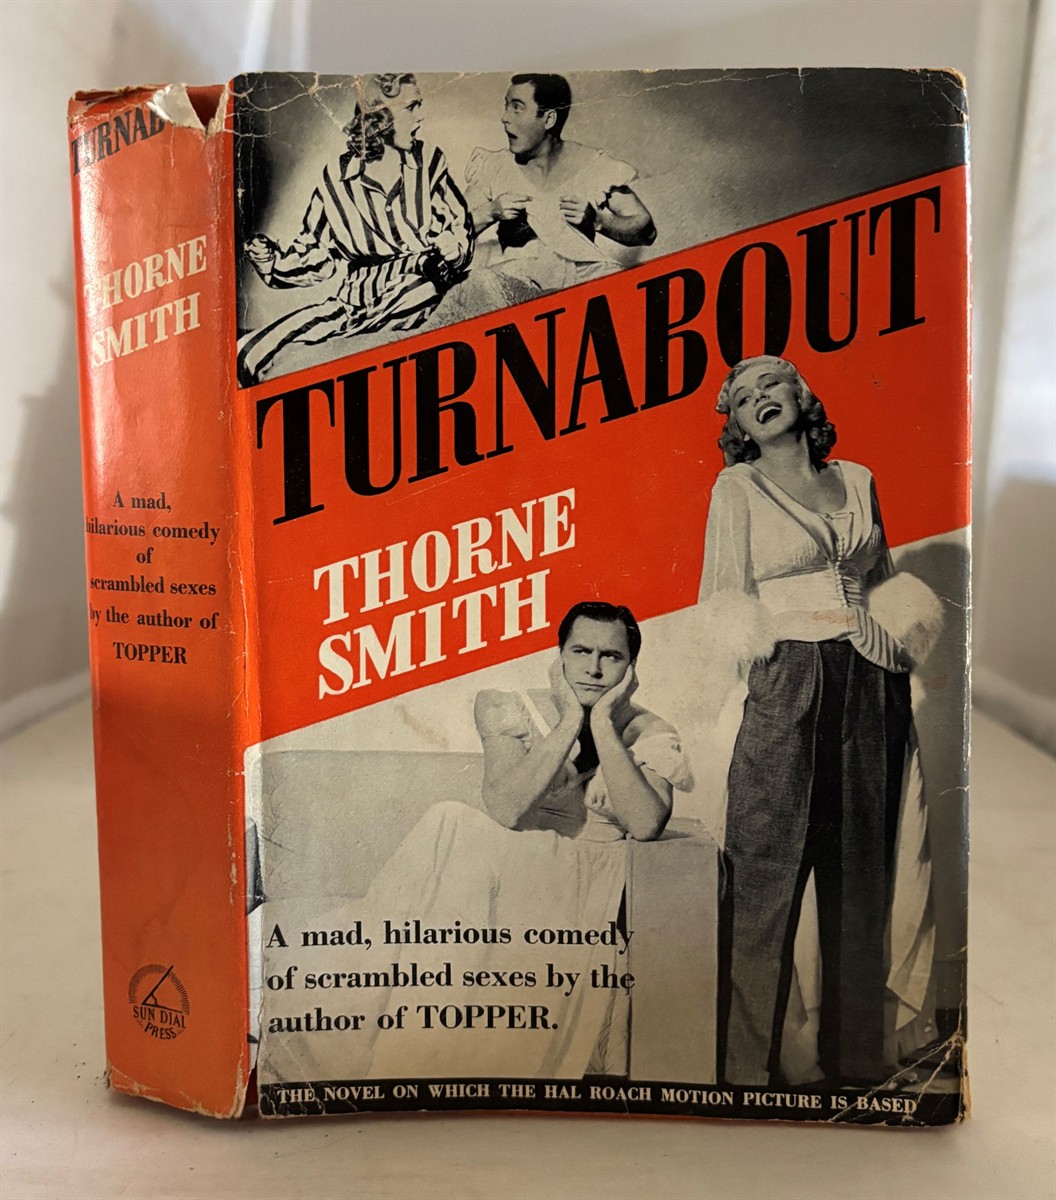 TURNAB
THORNE
SMITH
A mad,
hilarious comedy
of
scrambled sexes
by the author of
TOPPER
SUN DIAL
PRESS
TURNABOUT
THORNE
SMITH
A mad, hilarious comedy
of scrambled sexes by the
author of TOPPER.
THE NOVEL ON WHICH THE HAL ROACH MOTION PICTURE IS BASED